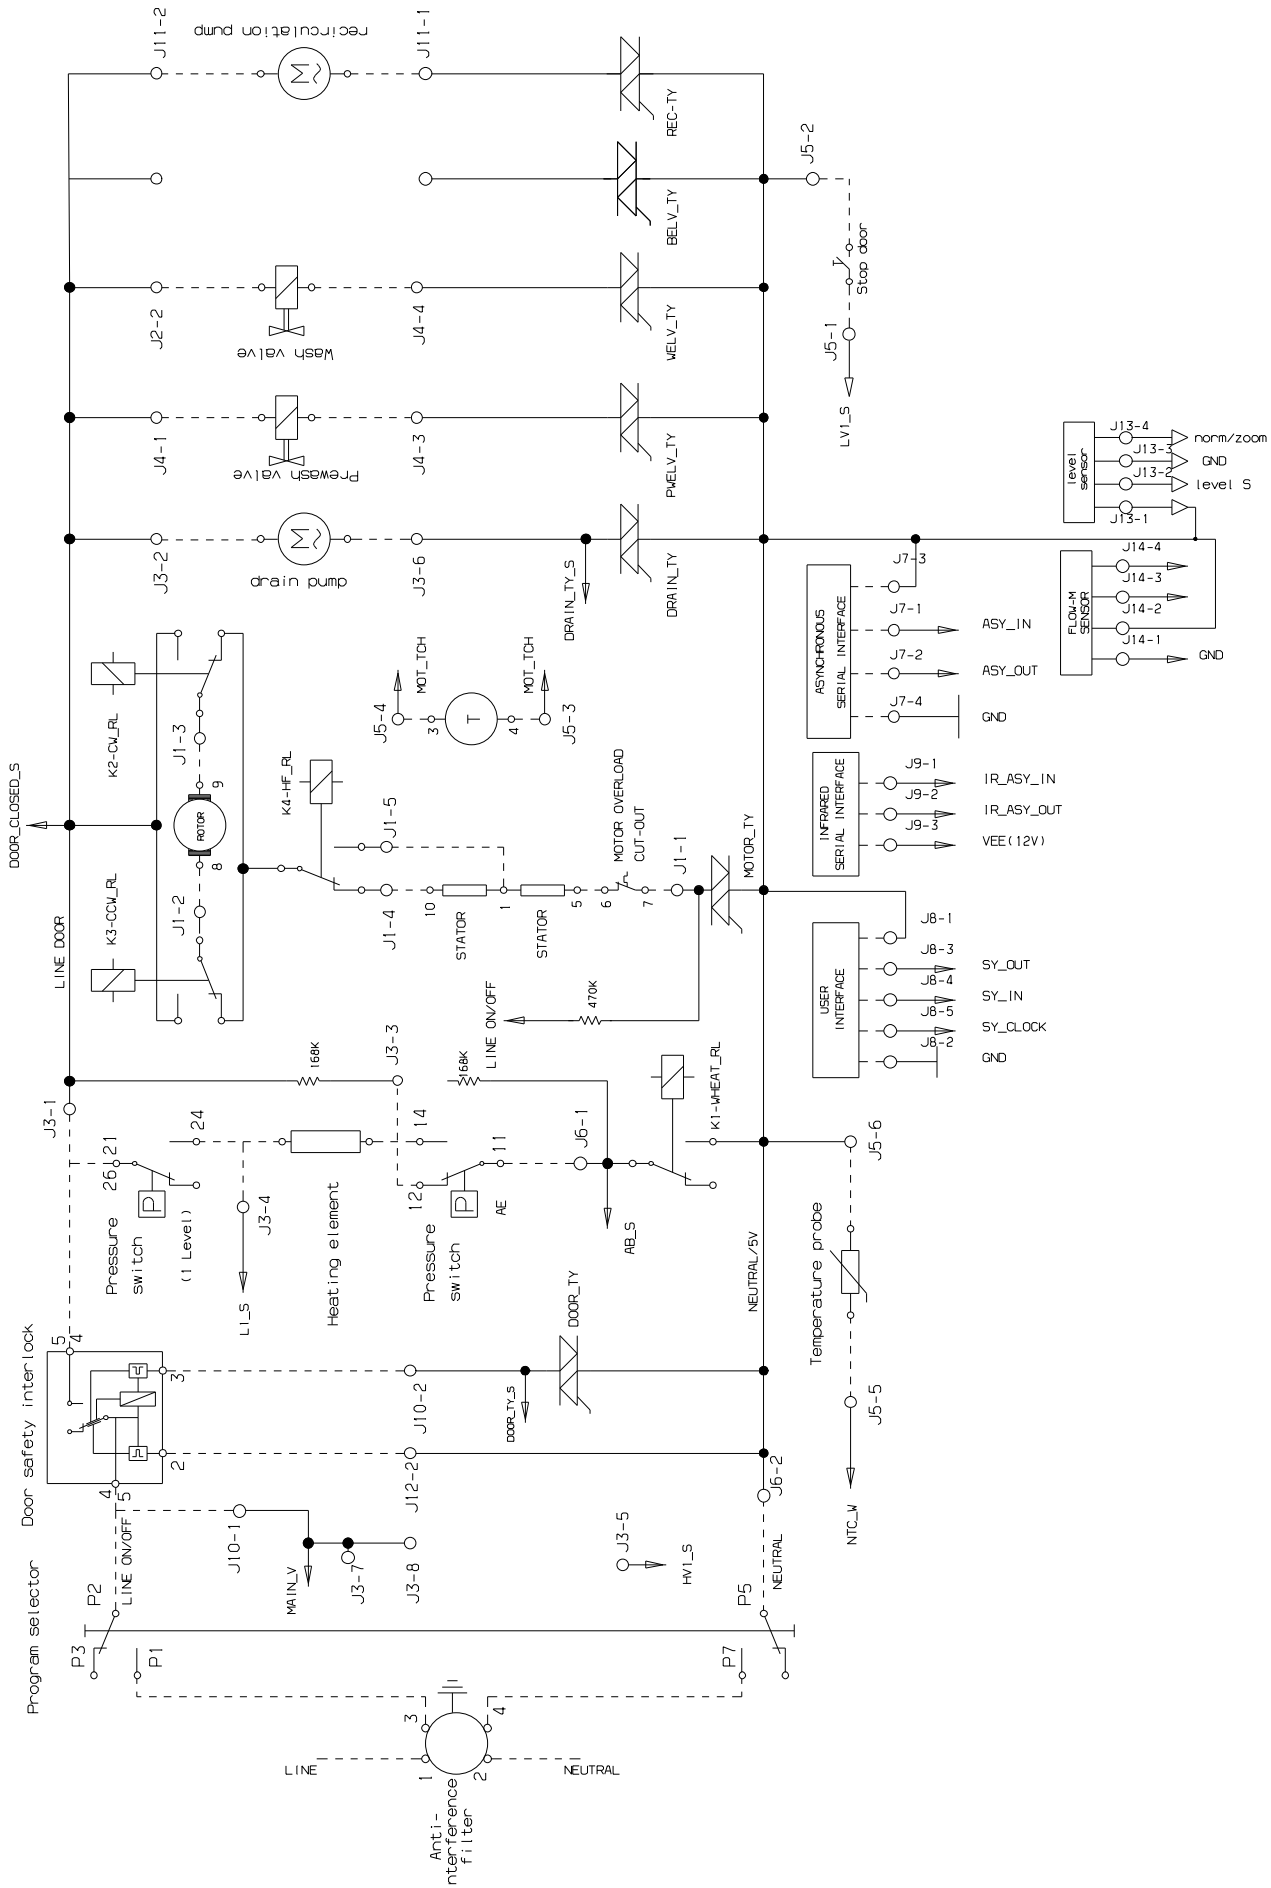 J11-2
recirculation pump
J11-1
REC-TY
BELV_TY
J5-2
J2-2
Wash valve
J4-4
WELV_TY
Stop door
J5-1
LV1_S
J4-1
Prewash valve
J4-3
PWELV_TY
J3-2
drain pump
J3-6
DRAIN_TY_S
DRAIN_TY
level
sensor
J13-4
norm/zoom
J13-3
GND
J13-2
level S
J13-1
FLOW-M
SENSOR
J14-4
J14-3
J14-2
J14-1
GND
ASYNCHRONOUS
SERIAL INTERFACE
J7-3
J7-1
ASY_IN
J7-2
ASY_OUT
J7-4
GND
K2-CW_RL
J1-3
9
ROTOR
8
J1-2
K3-CCW_RL
DOOR_CLOSED_S
LINE DOOR
K4-HF_RL
J1-5
J1-4
10
STATOR
1
STATOR
5
6
MOTOR OVERLOAD
CUT-OUT
7
J1-1
MOTOR_TY
J5-4
MOT_TCH
3
T
4
MOT_TCH
J5-3
INFRARED
SERIAL INTERFACE
J9-1
IR_ASY_IN
J9-2
IR_ASY_OUT
J9-3
VEE(12V)
USER
INTERFACE
J8-1
J8-3
SY_OUT
J8-4
SY_IN
J8-5
SY_CLOCK
J8-2
GND
LINE ON/OFF
470K
J3-1
168K
J3-3
168K
K1-WHEAT_RL
26 21
P
Pressure
switch
(1 Level)
24
J3-4
L1_S
Heating element
14
12
P
Pressure
switch
11
AE
J6-1
AB_S
NEUTRAL/5V
J5-6
Temperature probe
J5-5
NTC_W
Door safety interlock
5
4
3
2
4
5
J10-2
DOOR_TY_S
DOOR_TY
J12-2
J6-2
LINE ON/OFF
J10-1
MAIN_V
J3-7
J3-8
J3-5
HV1_S
NEUTRAL
Program selector
P2
P3
P1
P5
P7
3
4
1
2
LINE
NEUTRAL
Anti-
nterference
filter
M
M